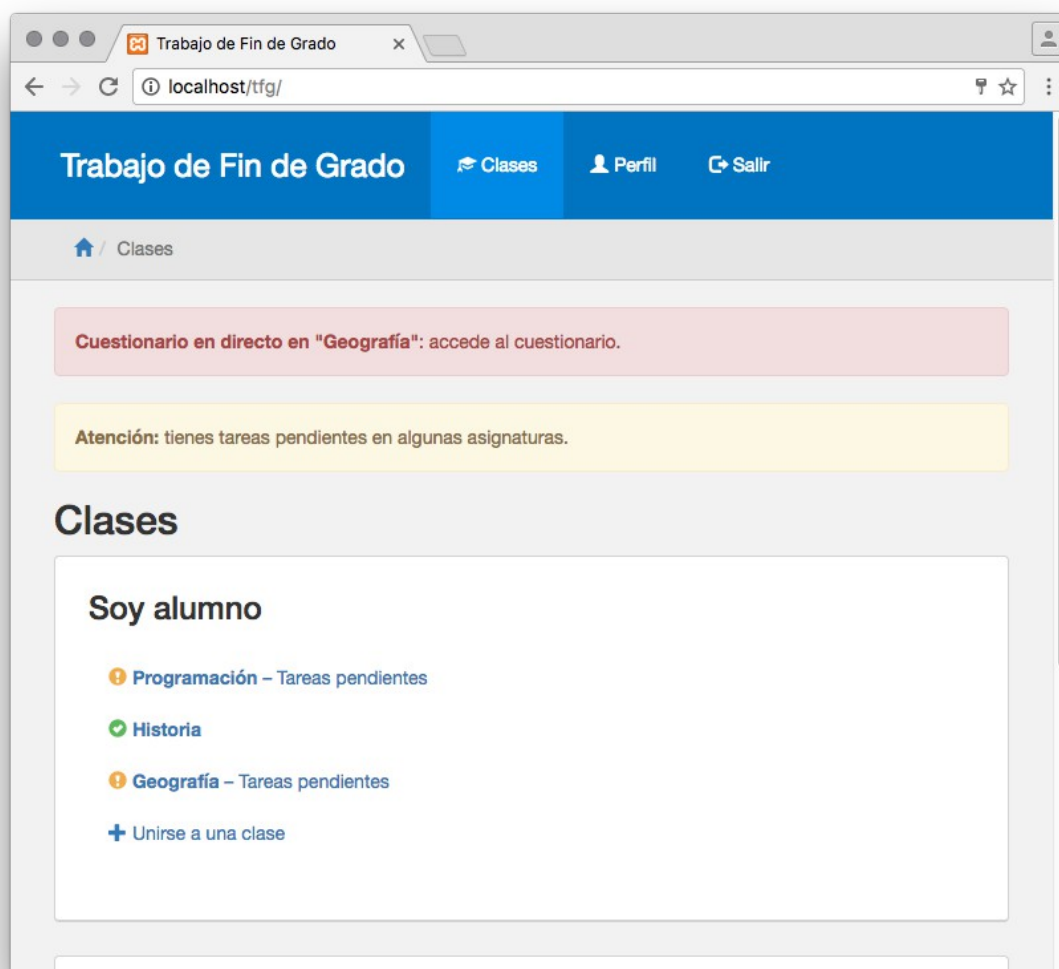 Trabajo de Fin de Grado
localhost/tfg/
Trabajo de Fin de Grado Clases Perfil Salir
/ Clases
Cuestionario en directo en "Geografía": accede al cuestionario.
Atención: tienes tareas pendientes en algunas asignaturas.
Clases
Soy alumno
Programación – Tareas pendientes
Historia
Geografía – Tareas pendientes
Unirse a una clase